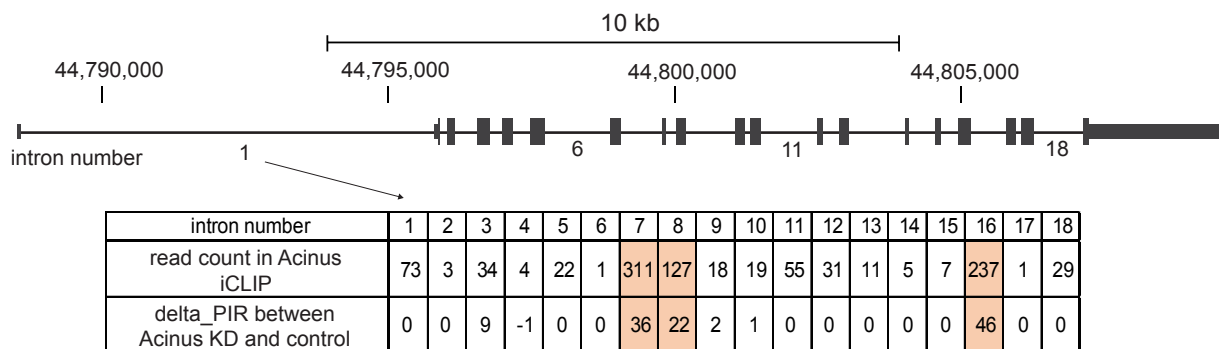 10 kb
44,790,000 44,795,000 44,800,000 44,805,000
intron number 1 6 11 18
intron number 1 2 3 4 5 6 7 8 9 10 11 12 13 14 15 16 17 18
read count in Acinus
iCLIP 73 3 34 4 22 1 311 127 18 19 55 31 11 5 7 237 1 29
delta_PIR between
Acinus KD and control 0 0 9 -1 0 0 36 22 2 1 0 0 0 0 0 46 0 0